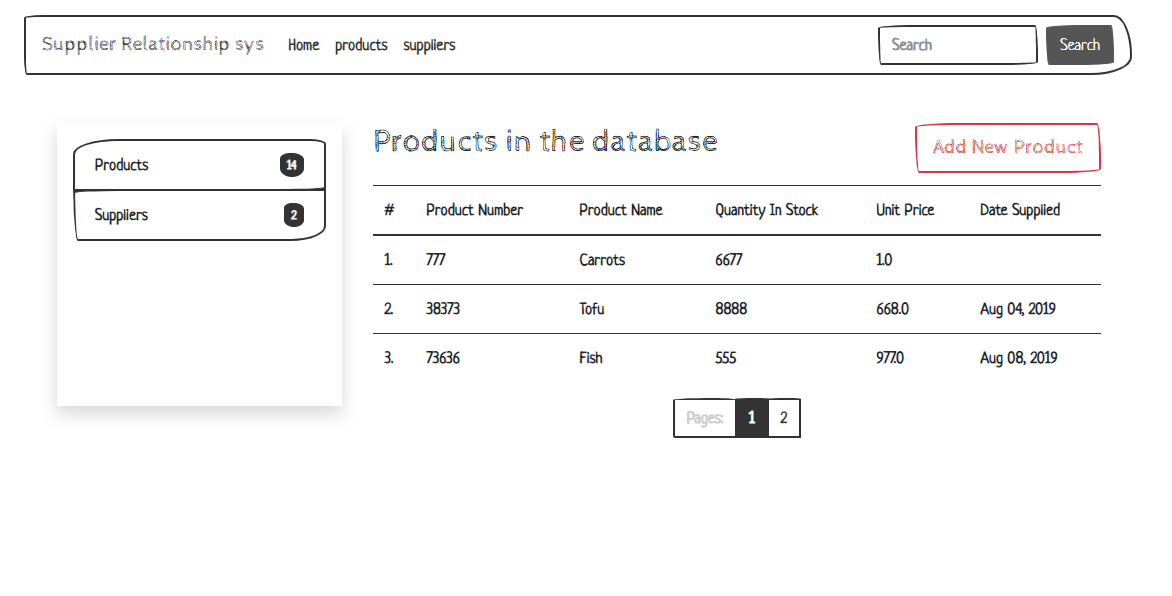 Supplier Relationship sys Home products suppliers Search Search
Products 14
Suppliers 2
Products in the database Add New Product
# Product Number Product Name Quantity In Stock Unit Price Date Supplied
1. 777 Carrots 6677 1.0
2. 38373 Tofu 8888 668.0 Aug 04, 2019
3. 73636 Fish 555 977.0 Aug 08, 2019
Pages: 1 2